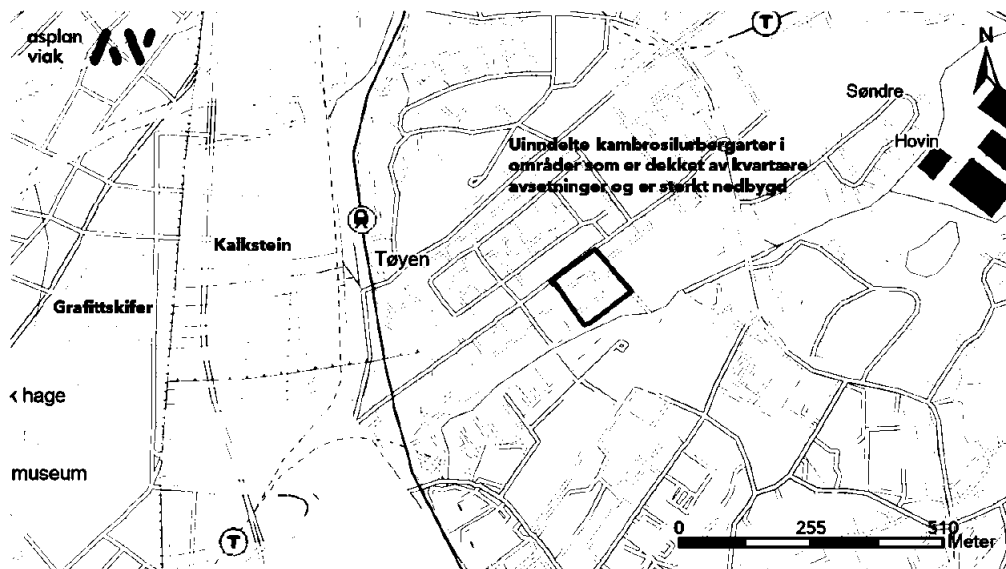 asplan
viak
T
N
Søndre
Hovin
Uinndelte kambrosilurbergarter i
områder som er dekket av kvartære
avsetninger og er sterkt nedbygd
Kalkstein
Tøyen
Grafittskifer
k hage
museum
T
0 255 510
Meter